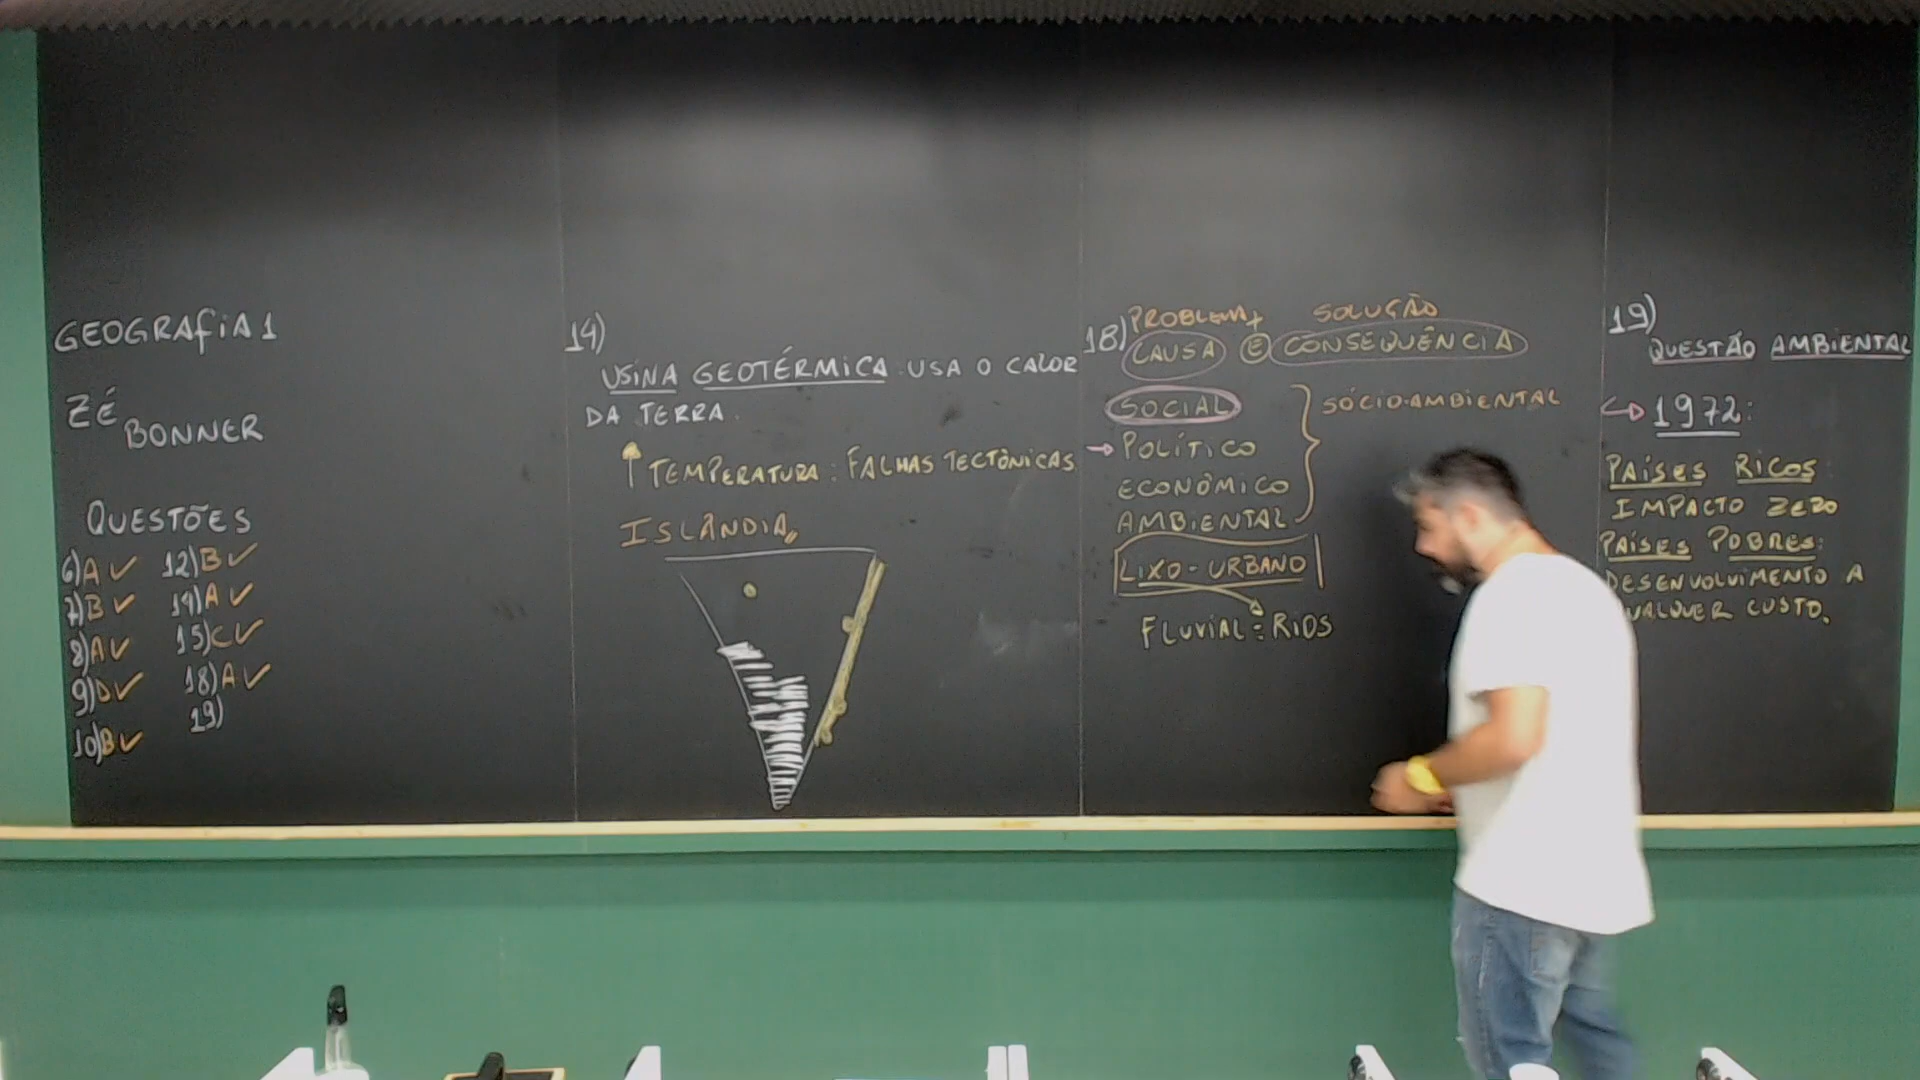 GEOGRAFIA 1
ZÉ
BONNER
QUESTÕES
6)A ✓
7)B ✓
8)A ✓
9)D ✓
10)B ✓
12)B ✓
14)A ✓
15)C ✓
18)A ✓
19)
14)
USINA GEOTÉRMICA USA O CALOR
DA TERRA.
↑ TEMPERATURA: FALHAS TECTÔNICAS
ISLÂNDIA,,
18) PROBLEMA + SOLUÇÃO
CAUSA E CONSEQUÊNCIA
SOCIAL
SÓCIO-AMBIENTAL
→ POLÍTICO
ECONÔMICO
AMBIENTAL
LIXO-URBANO
FLUVIAL = RIOS
19)
QUESTÃO AMBIENTAL
↪ 1972:
PAÍSES RICOS
IMPACTO ZERO
PAÍSES POBRES:
DESENVOLVIMENTO A
UALQUER CUSTO.